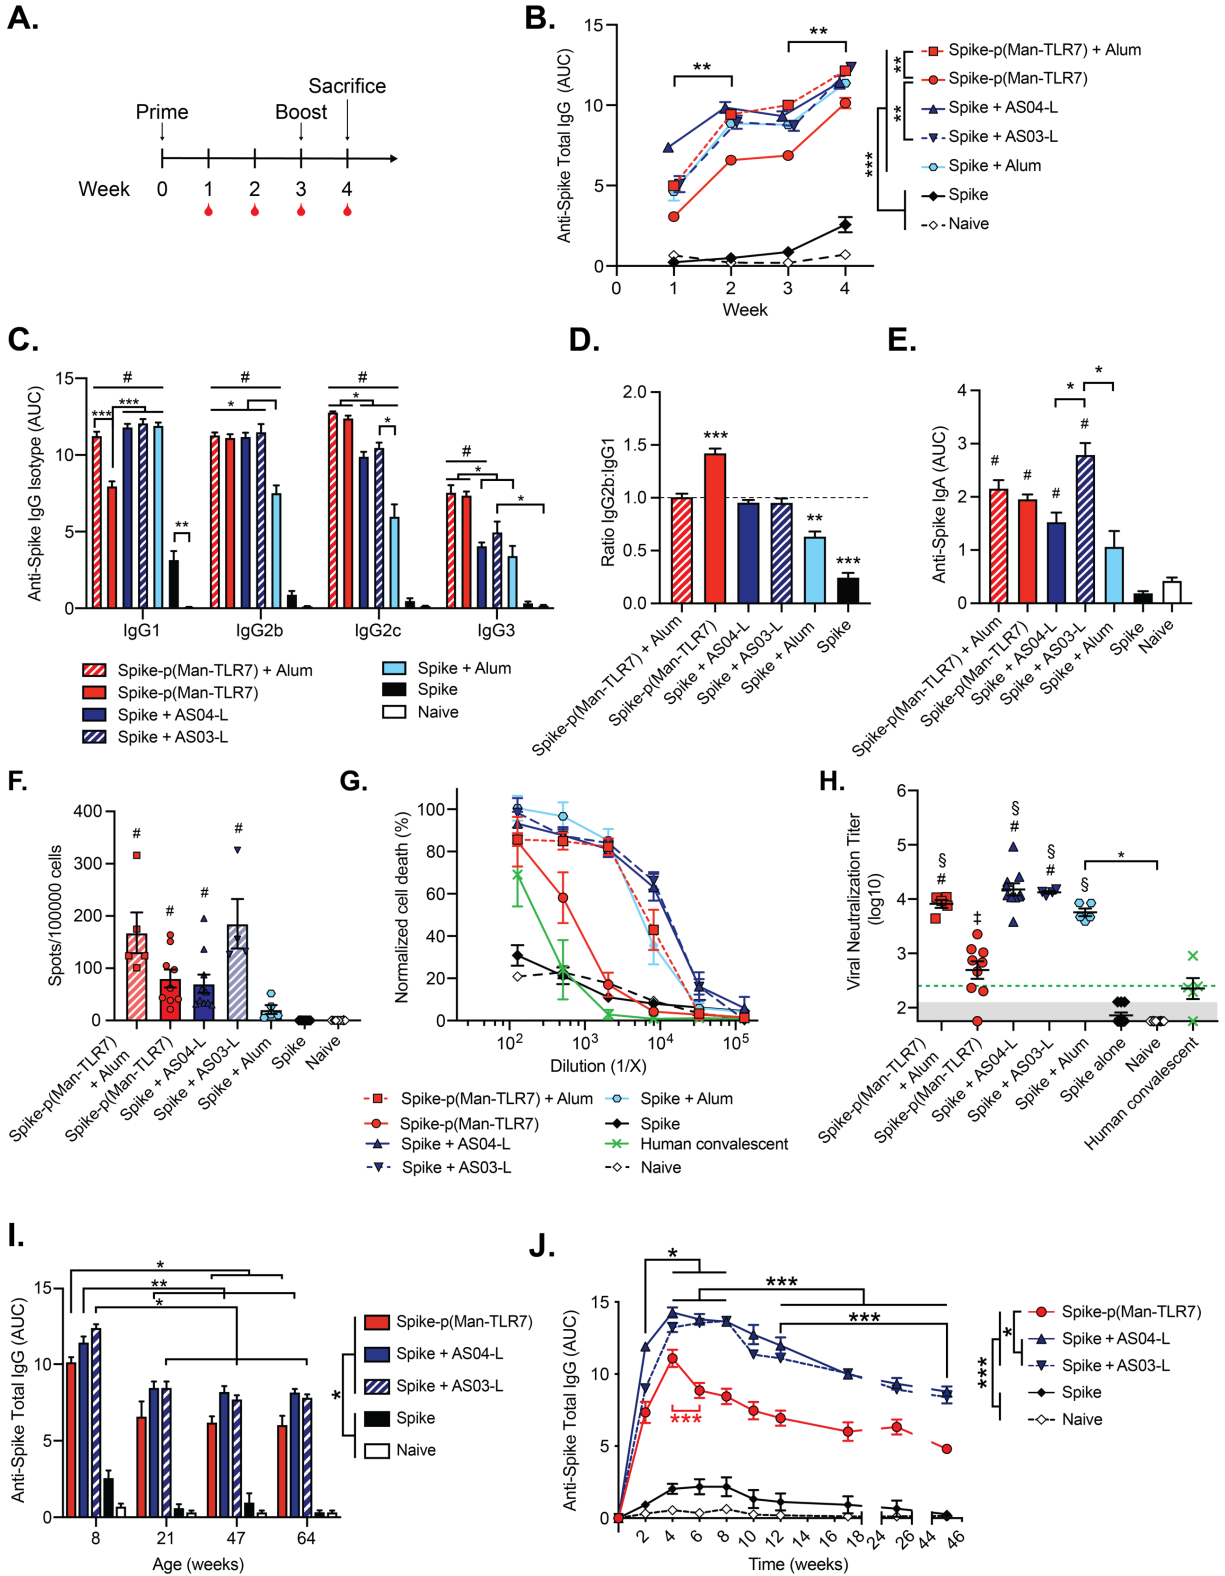 A.
Prime
Boost
Sacrifice
Week 0 1 2 3 4
B.
Anti-Spike Total IgG (AUC)
15
10
5
0
0 1 2 3 4
Week
** **
Spike-p(Man-TLR7) + Alum
Spike-p(Man-TLR7)
Spike + AS04-L
Spike + AS03-L
Spike + Alum
Spike
Naive
**
**
***
C.
Anti-Spike IgG Isotype (AUC)
15
10
5
0
# # # #
*** *** ** * * * * *
IgG1 IgG2b IgG2c IgG3
Spike-p(Man-TLR7) + Alum
Spike-p(Man-TLR7)
Spike + AS04-L
Spike + AS03-L
Spike + Alum
Spike
Naive
D.
Ratio IgG2b:IgG1
2.0
1.5
1.0
0.5
0.0
*** ** ***
Spike-p(Man-TLR7) + Alum
Spike-p(Man-TLR7)
Spike + AS04-L
Spike + AS03-L
Spike + Alum
Spike
E.
Anti-Spike IgA (AUC)
4
3
2
1
0
* *
# # # #
Spike-p(Man-TLR7) + Alum
Spike-p(Man-TLR7)
Spike + AS04-L
Spike + AS03-L
Spike + Alum
Spike
Naive
F.
Spots/100000 cells
400
300
200
100
0
# # # #
Spike-p(Man-TLR7)
+ Alum
Spike-p(Man-TLR7)
Spike + AS04-L
Spike + AS03-L
Spike + Alum
Spike
Naive
G.
Normalized cell death (%)
100
80
60
40
20
0
10² 10³ 10⁴ 10⁵
Dilution (1/X)
Spike-p(Man-TLR7) + Alum
Spike-p(Man-TLR7)
Spike + AS04-L
Spike + AS03-L
Spike + Alum
Spike
Human convalescent
Naive
H.
Viral Neutralization Titer
(log10)
6
5
4
3
2
§ # ‡ § # § # § *
Spike-p(Man-TLR7)
+ Alum
Spike-p(Man-TLR7)
Spike + AS04-L
Spike + AS03-L
Spike + Alum
Spike alone
Naive
Human convalescent
I.
Anti-Spike Total IgG (AUC)
15
10
5
0
*
**
*
8 21 47 64
Age (weeks)
Spike-p(Man-TLR7)
Spike + AS04-L
Spike + AS03-L
Spike
Naive
*
J.
Anti-Spike Total IgG (AUC)
15
10
5
0
*
***
***
***
2 4 6 8 10 12 14 16 18 24 26 44 46
Time (weeks)
Spike-p(Man-TLR7)
Spike + AS04-L
Spike + AS03-L
Spike
Naive
*
***